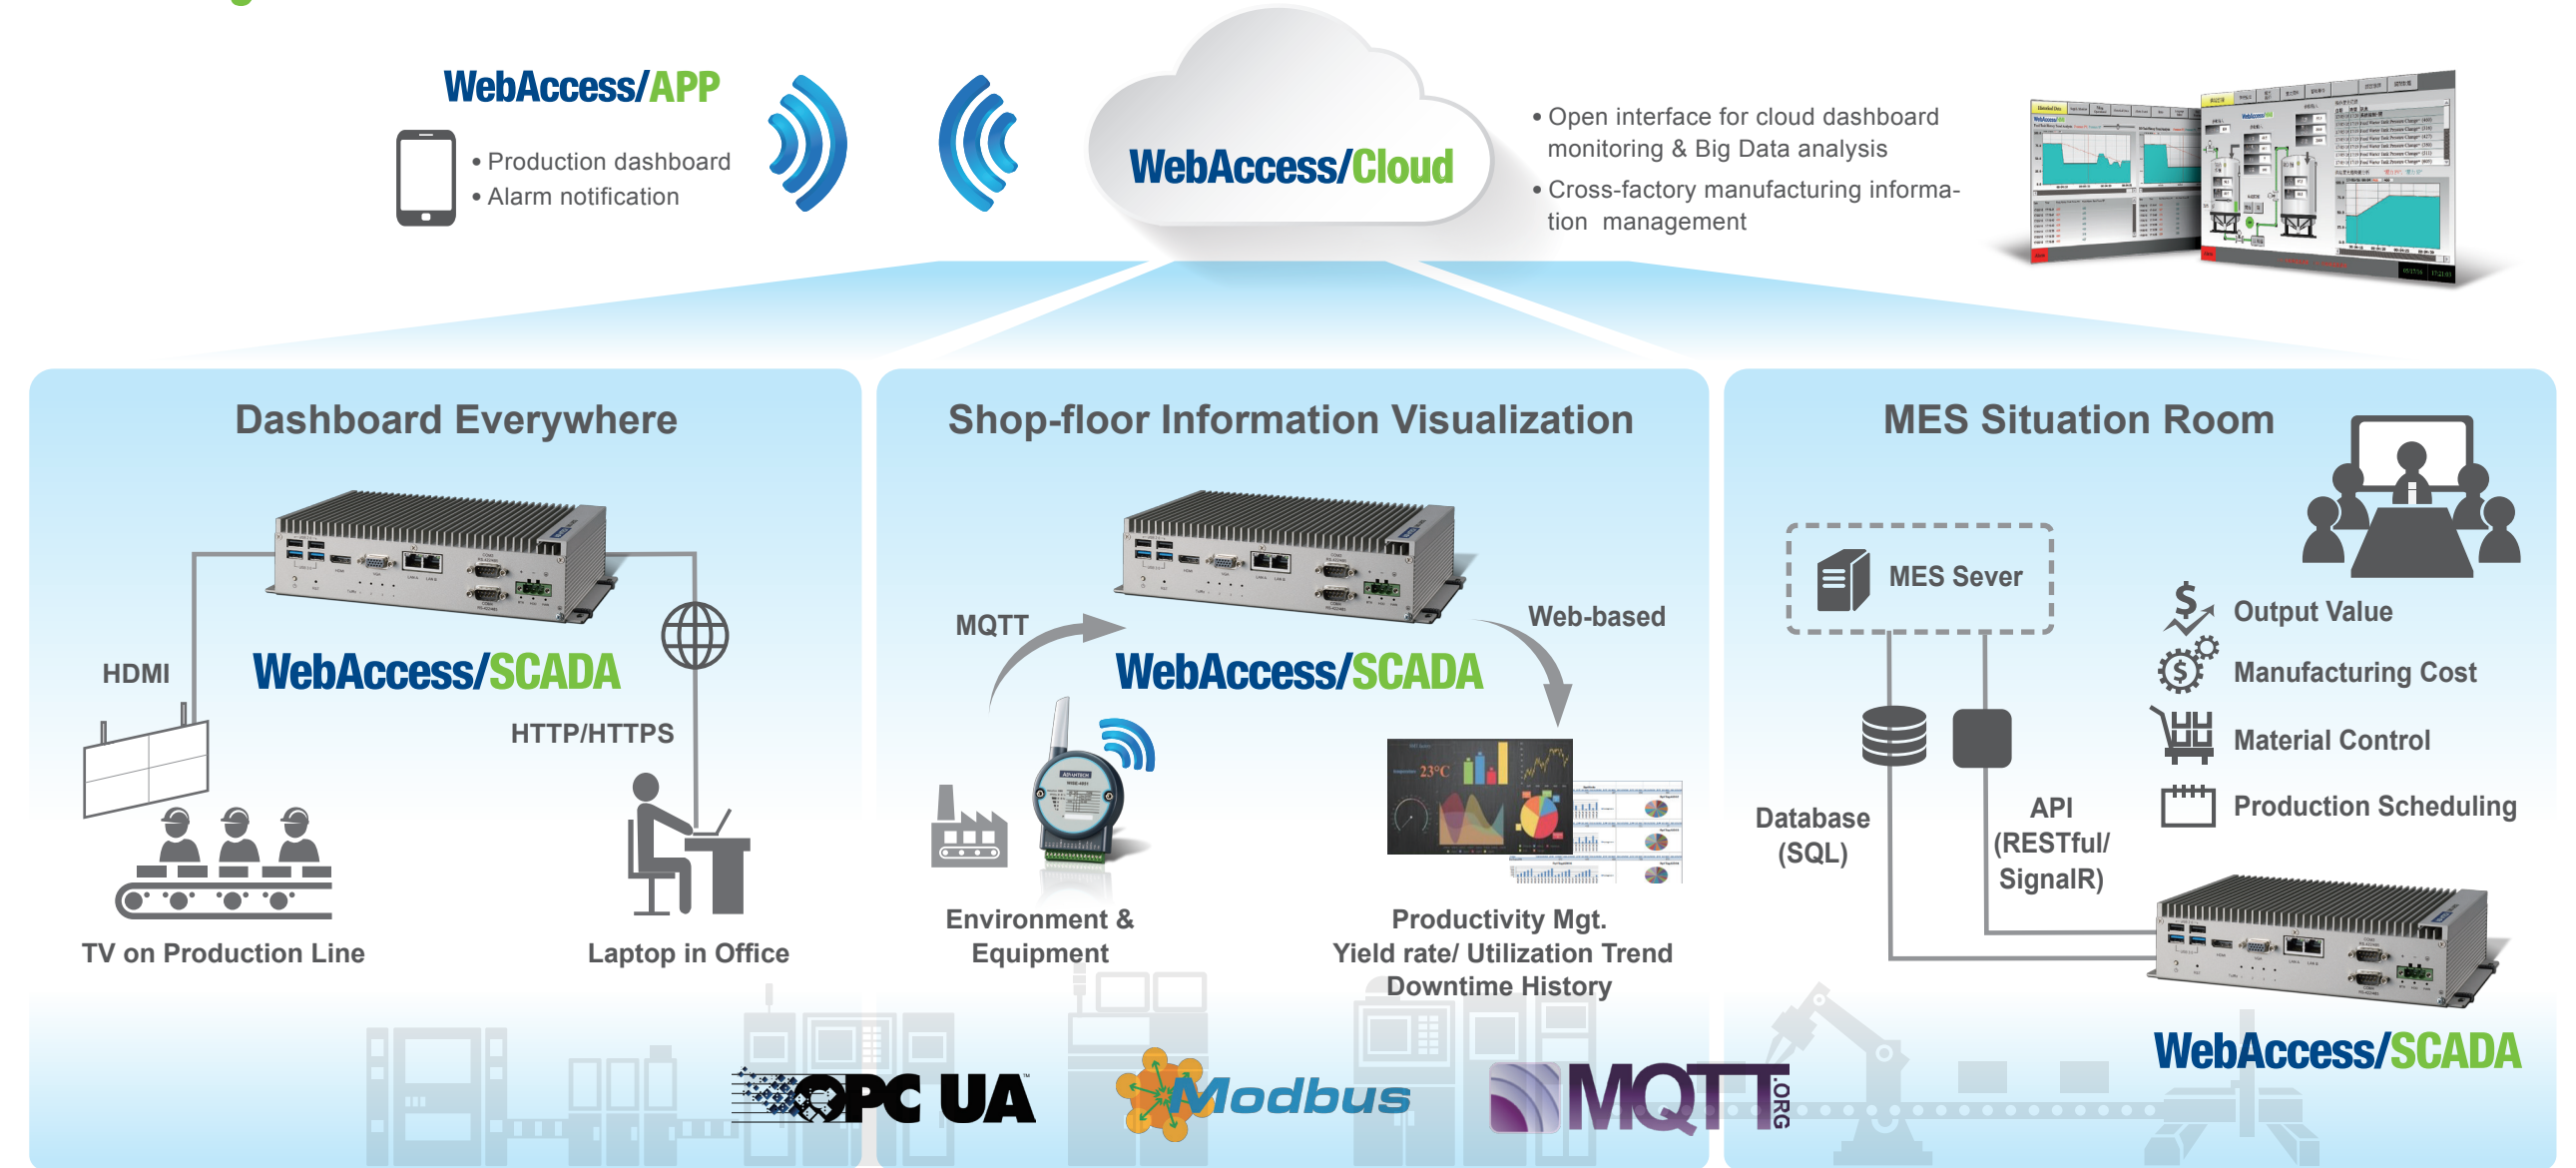 WebAccess/APP
• Production dashboard
• Alarm notification
WebAccess/Cloud
• Open interface for cloud dashboard
monitoring & Big Data analysis
• Cross-factory manufacturing informa-
tion management
Dashboard Everywhere
HDMI
WebAccess/SCADA
HTTP/HTTPS
TV on Production Line
Laptop in Office
Shop-floor Information Visualization
MQTT
Web-based
WebAccess/SCADA
ADVANTECH
23°C
Environment &
Equipment
Productivity Mgt.
Yield rate/ Utilization Trend
Downtime History
MES Situation Room
MES Sever
Output Value
Manufacturing Cost
Material Control
Production Scheduling
Database
(SQL)
API
(RESTful/
SignalR)
WebAccess/SCADA
OPC UA
Modbus
MQTT.ORG